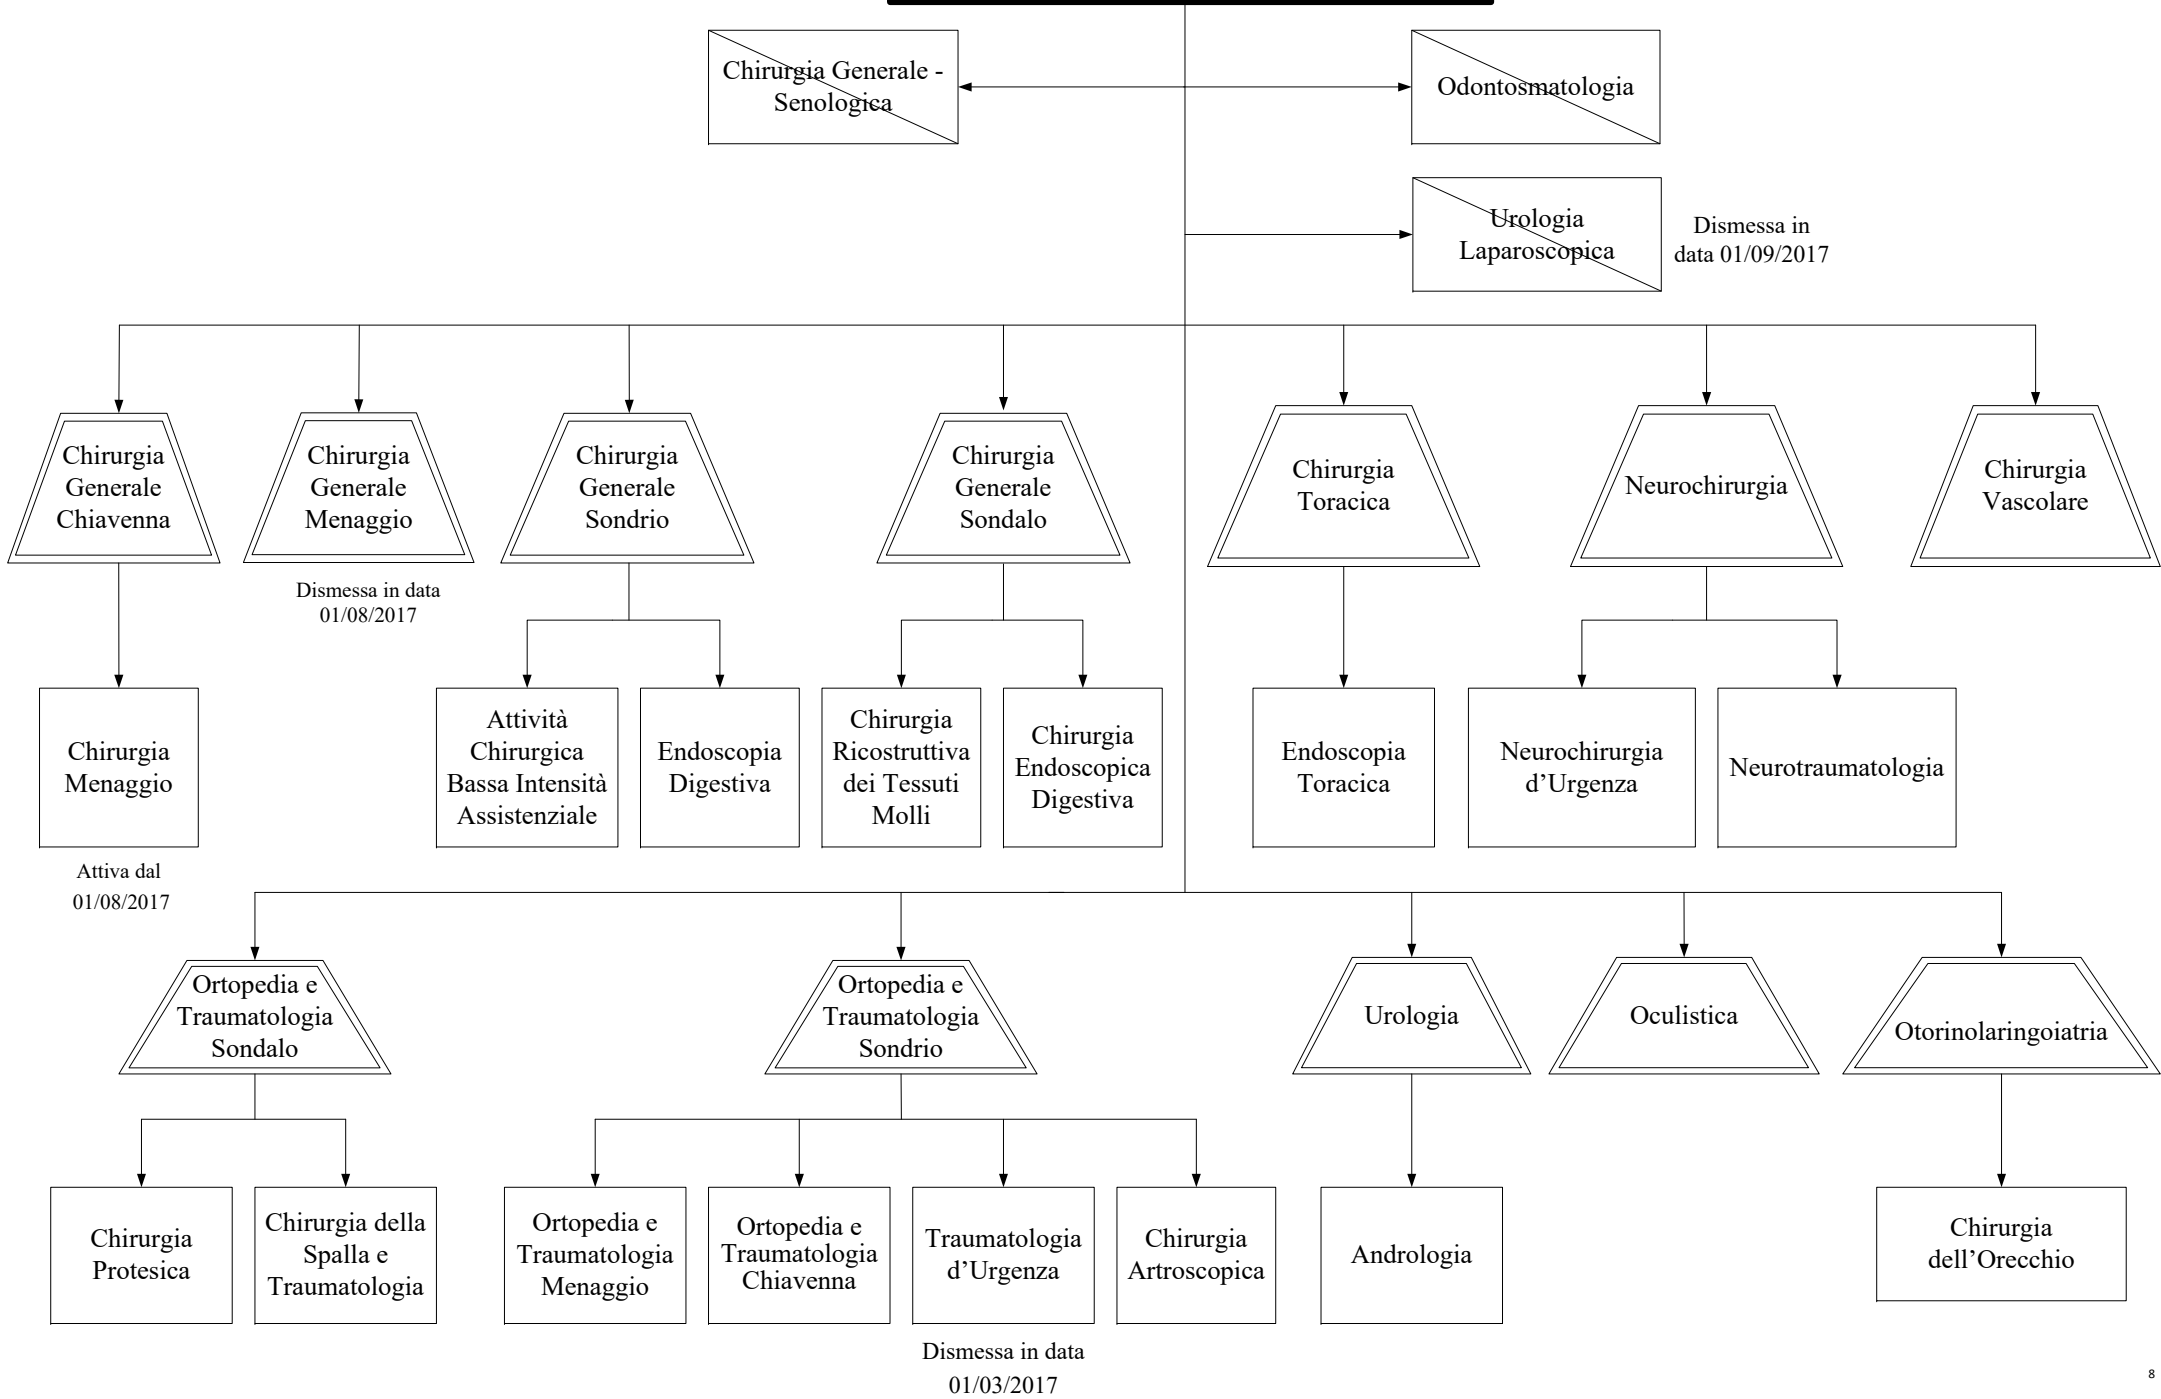 Chirurgia Generale -
Senologica
Odontosmatologia
Urologia
Laparoscopica
Dismessa in
data 01/09/2017
Chirurgia
Generale
Chiavenna
Chirurgia
Generale
Menaggio
Chirurgia
Generale
Sondrio
Chirurgia
Generale
Sondalo
Chirurgia
Toracica
Neurochirurgia
Chirurgia
Vascolare
Dismessa in data
01/08/2017
Chirurgia
Menaggio
Attività
Chirurgica
Bassa Intensità
Assistenziale
Endoscopia
Digestiva
Chirurgia
Ricostruttiva
dei Tessuti
Molli
Chirurgia
Endoscopica
Digestiva
Endoscopia
Toracica
Neurochirurgia
d’Urgenza
Neurotraumatologia
Attiva dal
01/08/2017
Ortopedia e
Traumatologia
Sondalo
Ortopedia e
Traumatologia
Sondrio
Urologia
Oculistica
Otorinolaringoiatria
Chirurgia
Protesica
Chirurgia della
Spalla e
Traumatologia
Ortopedia e
Traumatologia
Menaggio
Ortopedia e
Traumatologia
Chiavenna
Traumatologia
d’Urgenza
Chirurgia
Artroscopica
Andrologia
Chirurgia
dell’Orecchio
Dismessa in data
01/03/2017
8